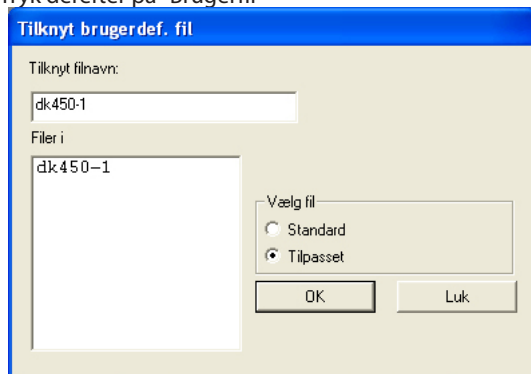 Tryk derefter på "Brugerfil"
Tilknyt brugerdef. fil
Tilknyt filnavn:
dk450-1
Filer i
dk450-1
Vælg fil
Standard
Tilpasset
OK
Luk